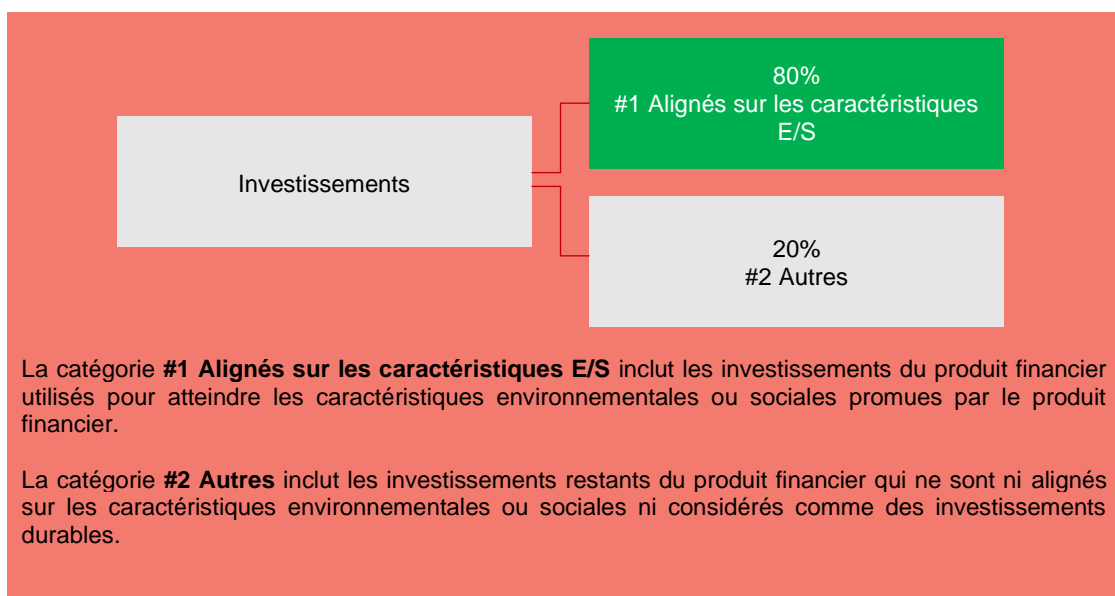 80%
#1 Alignés sur les caractéristiques
E/S
Investissements
20%
#2 Autres
La catégorie #1 Alignés sur les caractéristiques E/S inclut les investissements du produit financier
utilisés pour atteindre les caractéristiques environnementales ou sociales promues par le produit
financier.
La catégorie #2 Autres inclut les investissements restants du produit financier qui ne sont ni alignés
sur les caractéristiques environnementales ou sociales ni considérés comme des investissements
durables.